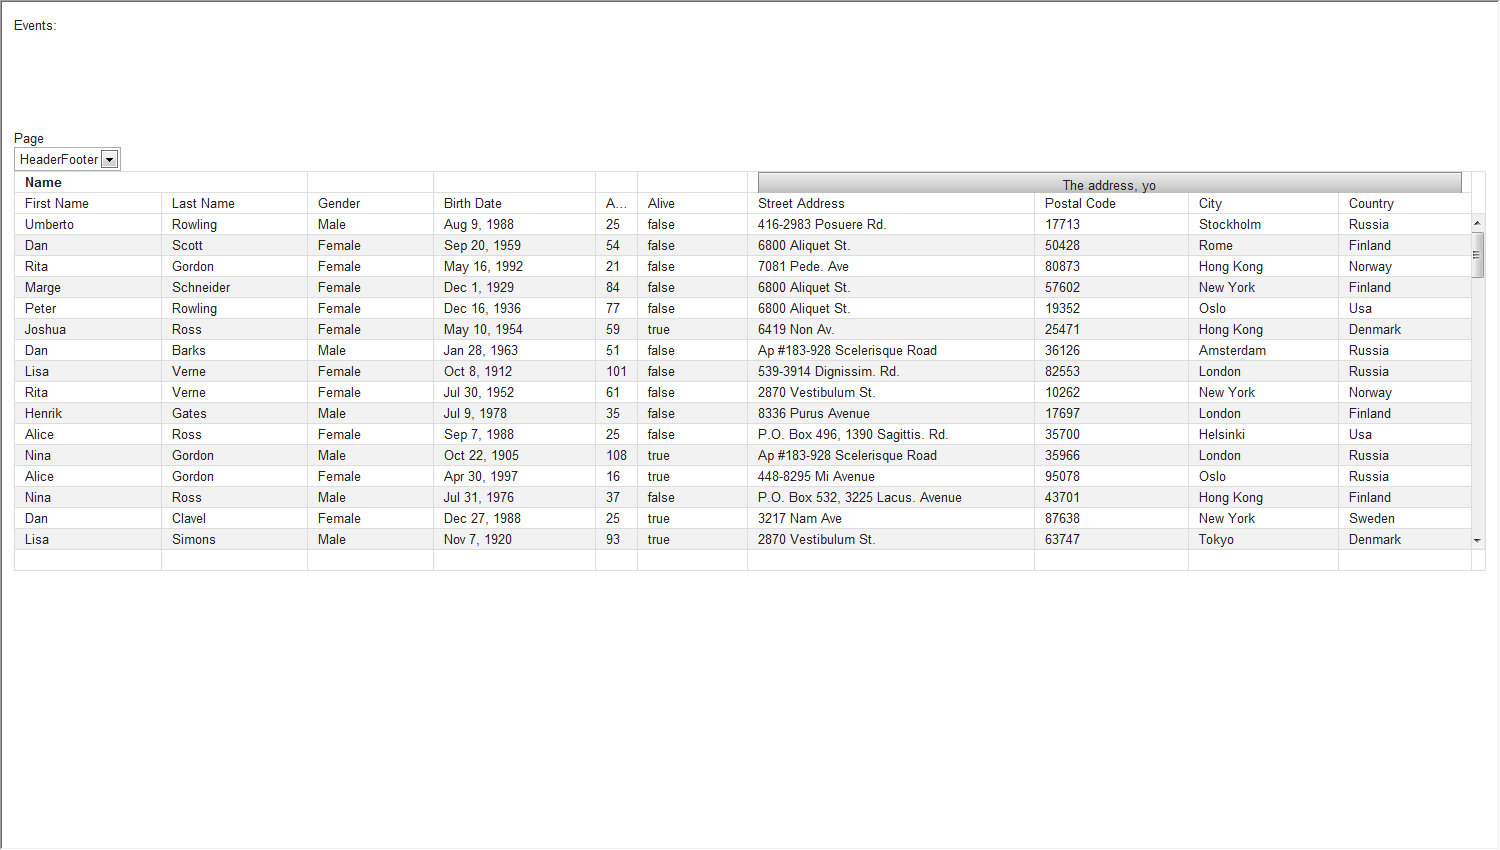 Events:
Page
HeaderFooter
Name The address, yo
First Name Last Name Gender Birth Date A... Alive Street Address Postal Code City Country
Umberto Rowling Male Aug 9, 1988 25 false 416-2983 Posuere Rd. 17713 Stockholm Russia
Dan Scott Female Sep 20, 1959 54 false 6800 Aliquet St. 50428 Rome Finland
Rita Gordon Female May 16, 1992 21 false 7081 Pede. Ave 80873 Hong Kong Norway
Marge Schneider Female Dec 1, 1929 84 false 6800 Aliquet St. 57602 New York Finland
Peter Rowling Female Dec 16, 1936 77 false 6800 Aliquet St. 19352 Oslo Usa
Joshua Ross Female May 10, 1954 59 true 6419 Non Av. 25471 Hong Kong Denmark
Dan Barks Male Jan 28, 1963 51 false Ap #183-928 Scelerisque Road 36126 Amsterdam Russia
Lisa Verne Female Oct 8, 1912 101 false 539-3914 Dignissim. Rd. 82553 London Russia
Rita Verne Female Jul 30, 1952 61 false 2870 Vestibulum St. 10262 New York Norway
Henrik Gates Male Jul 9, 1978 35 false 8336 Purus Avenue 17697 London Finland
Alice Ross Female Sep 7, 1988 25 false P.O. Box 496, 1390 Sagittis. Rd. 35700 Helsinki Usa
Nina Gordon Male Oct 22, 1905 108 true Ap #183-928 Scelerisque Road 35966 London Russia
Alice Gordon Female Apr 30, 1997 16 true 448-8295 Mi Avenue 95078 Oslo Russia
Nina Ross Male Jul 31, 1976 37 false P.O. Box 532, 3225 Lacus. Avenue 43701 Hong Kong Finland
Dan Clavel Female Dec 27, 1988 25 true 3217 Nam Ave 87638 New York Sweden
Lisa Simons Male Nov 7, 1920 93 true 2870 Vestibulum St. 63747 Tokyo Denmark